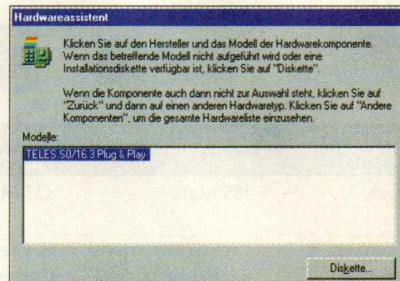 Hardwareassistent
Klicken Sie auf den Hersteller und das Modell der Hardwarekomponente.
Wenn das betreffende Modell nicht aufgeführt wird oder eine
Installationsdiskette verfügbar ist, klicken Sie auf "Diskette".
Wenn die Komponente auch dann nicht zur Auswahl steht, klicken Sie auf
"Zurück" und dann auf einen anderen Hardwaretyp. Klicken Sie auf "Andere
Komponenten", um die gesamte Hardwareliste einzusehen.
Modelle:
TELES.S0/16.3 Plug & Play
Diskette...